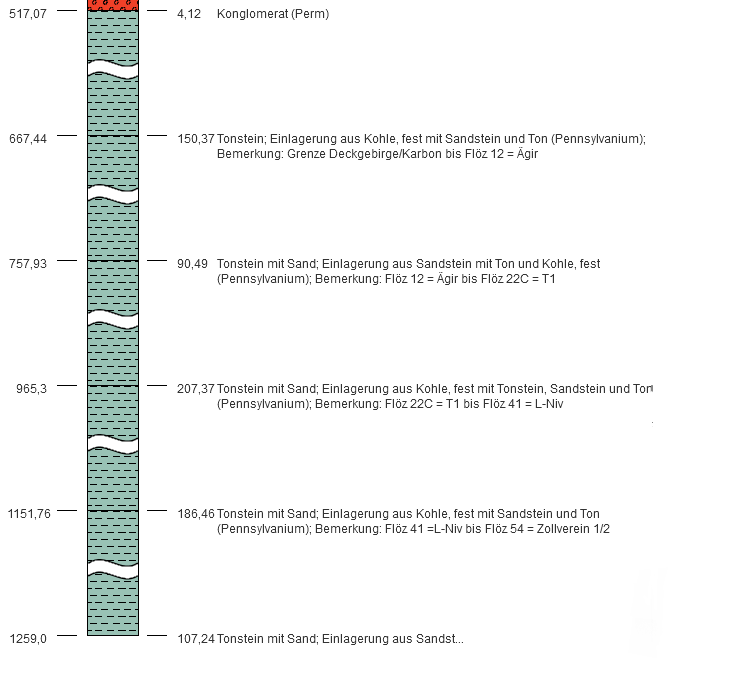 517,07 4,12 Konglomerat (Perm)
667,44 150,37 Tonstein; Einlagerung aus Kohle, fest mit Sandstein und Ton (Pennsylvanium);
Bemerkung: Grenze Deckgebirge/Karbon bis Flöz 12 = Ägir
757,93 90,49 Tonstein mit Sand; Einlagerung aus Sandstein mit Ton und Kohle, fest
(Pennsylvanium); Bemerkung: Flöz 12 = Ägir bis Flöz 22C = T1
965,3 207,37 Tonstein mit Sand; Einlagerung aus Kohle, fest mit Tonstein, Sandstein und Ton
(Pennsylvanium); Bemerkung: Flöz 22C = T1 bis Flöz 41 = L-Niv
1151,76 186,46 Tonstein mit Sand; Einlagerung aus Kohle, fest mit Sandstein und Ton
(Pennsylvanium); Bemerkung: Flöz 41 =L-Niv bis Flöz 54 = Zollverein 1/2
1259,0 107,24 Tonstein mit Sand; Einlagerung aus Sandst...